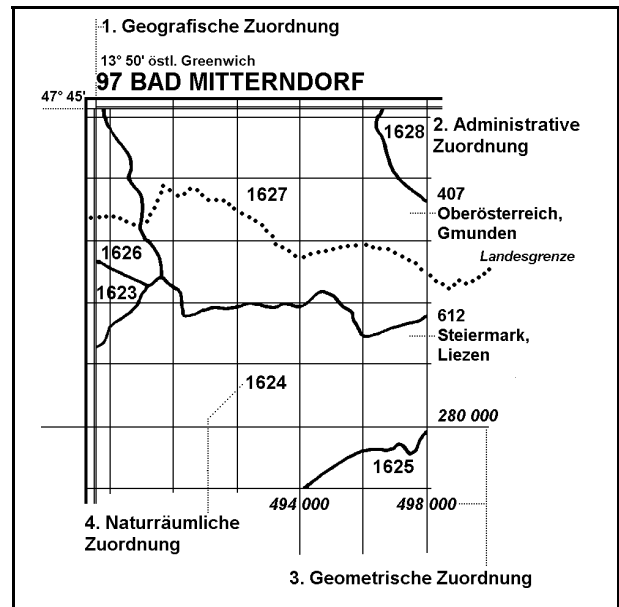 1. Geografische Zuordnung
13° 50' östl. Greenwich
97 BAD MITTERNDORF
47° 45'
1628
2. Administrative
Zuordnung
1627
407
Oberösterreich,
Gmunden
1626
Landesgrenze
1623
612
Steiermark,
Liezen
1624
280 000
1625
494 000
498 000
4. Naturräumliche
Zuordnung
3. Geometrische Zuordnung